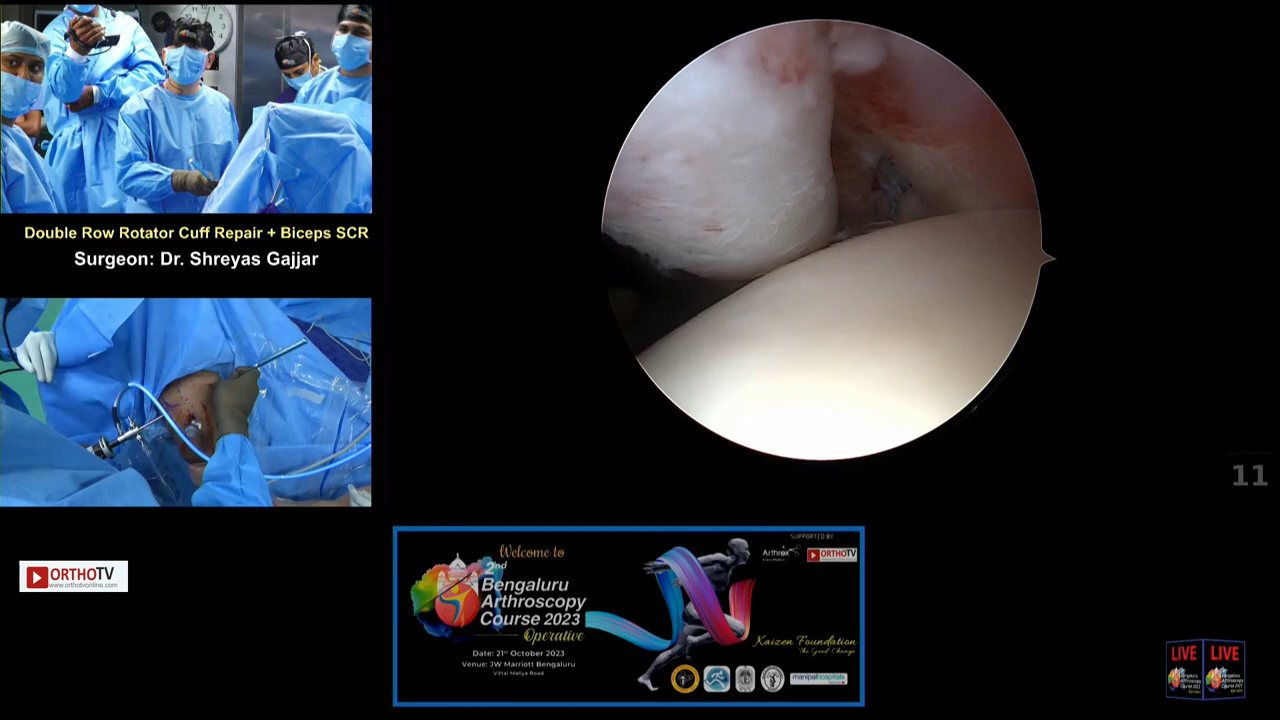 Double Row Rotator Cuff Repair + Biceps SCR
Surgeon: Dr. Shreyas Gajjar
11
ORTHOTV
www.orthotvonline.com
Welcome to
2nd
Bengaluru
Arthroscopy
Course 2023
Operative
Date: 21st October 2023
Venue: JW Marriott Bengaluru
Vittal Mallya Road
SUPPORTED BY
Arthrex
ORTHOTV
Kaizen Foundation
The Good Change
manipalhospitals
LIVE LIVE